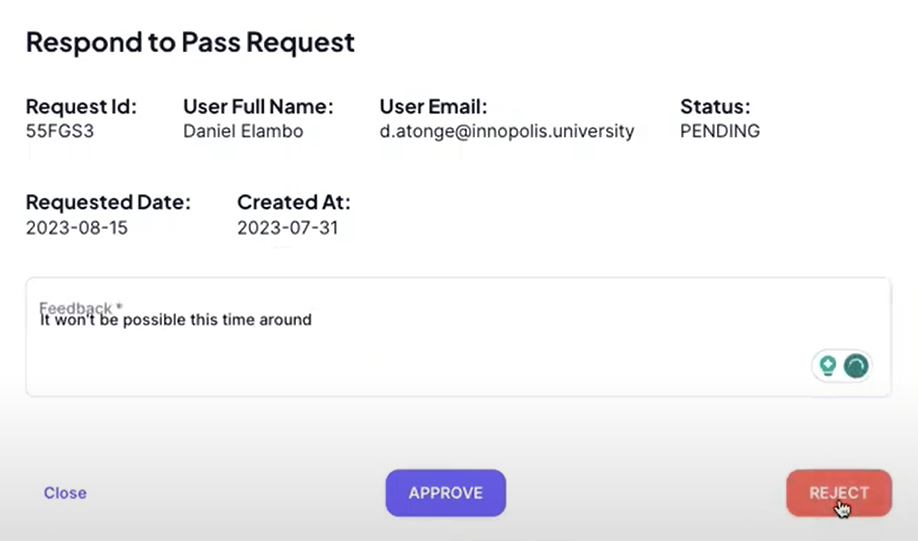 Respond to Pass Request
Request Id: User Full Name: User Email: Status:
55FGS3 Daniel Elambo d.atonge@innopolis.university PENDING
Requested Date: Created At:
2023-08-15 2023-07-31
Feedback *
It won't be possible this time around
Close APPROVE REJECT